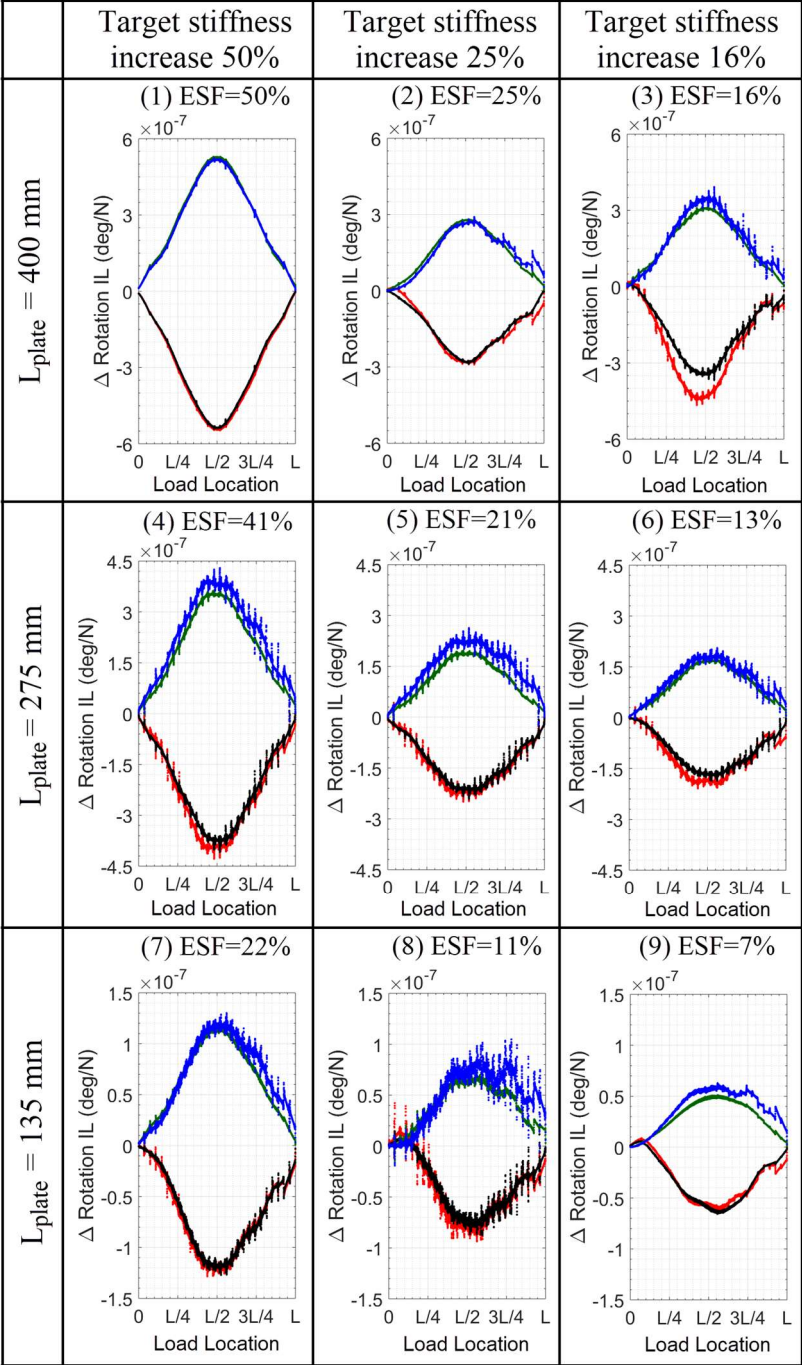 Target stiffness
increase 50%
Target stiffness
increase 25%
Target stiffness
increase 16%
L_plate = 400 mm
(1) ESF=50%
×10⁻⁷
6
3
0
-3
-6
Δ Rotation IL (deg/N)
0 L/4 L/2 3L/4 L
Load Location
(2) ESF=25%
×10⁻⁷
6
3
0
-3
-6
Δ Rotation IL (deg/N)
0 L/4 L/2 3L/4 L
Load Location
(3) ESF=16%
×10⁻⁷
6
3
0
-3
-6
Δ Rotation IL (deg/N)
0 L/4 L/2 3L/4 L
Load Location
L_plate = 275 mm
(4) ESF=41%
×10⁻⁷
4.5
3
1.5
0
-1.5
-3
-4.5
Δ Rotation IL (deg/N)
0 L/4 L/2 3L/4 L
Load Location
(5) ESF=21%
×10⁻⁷
4.5
3
1.5
0
-1.5
-3
-4.5
Δ Rotation IL (deg/N)
0 L/4 L/2 3L/4 L
Load Location
(6) ESF=13%
×10⁻⁷
4.5
3
1.5
0
-1.5
-3
-4.5
Δ Rotation IL (deg/N)
0 L/4 L/2 3L/4 L
Load Location
L_plate = 135 mm
(7) ESF=22%
×10⁻⁷
1.5
1
0.5
0
-0.5
-1
-1.5
Δ Rotation IL (deg/N)
0 L/4 L/2 3L/4 L
Load Location
(8) ESF=11%
×10⁻⁷
1.5
1
0.5
0
-0.5
-1
-1.5
Δ Rotation IL (deg/N)
0 L/4 L/2 3L/4 L
Load Location
(9) ESF=7%
×10⁻⁷
1.5
1
0.5
0
-0.5
-1
-1.5
Δ Rotation IL (deg/N)
0 L/4 L/2 3L/4 L
Load Location